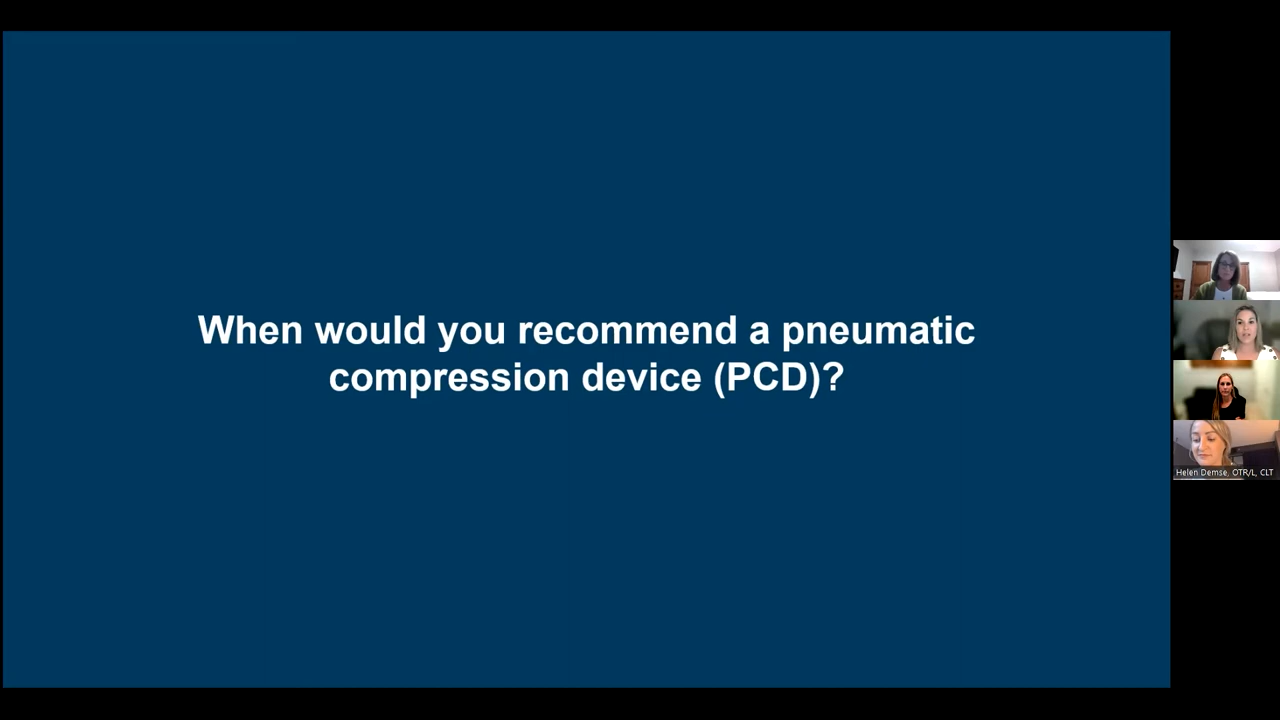 When would you recommend a pneumatic
compression device (PCD)?
Helen Demse, OTR/L, CLT